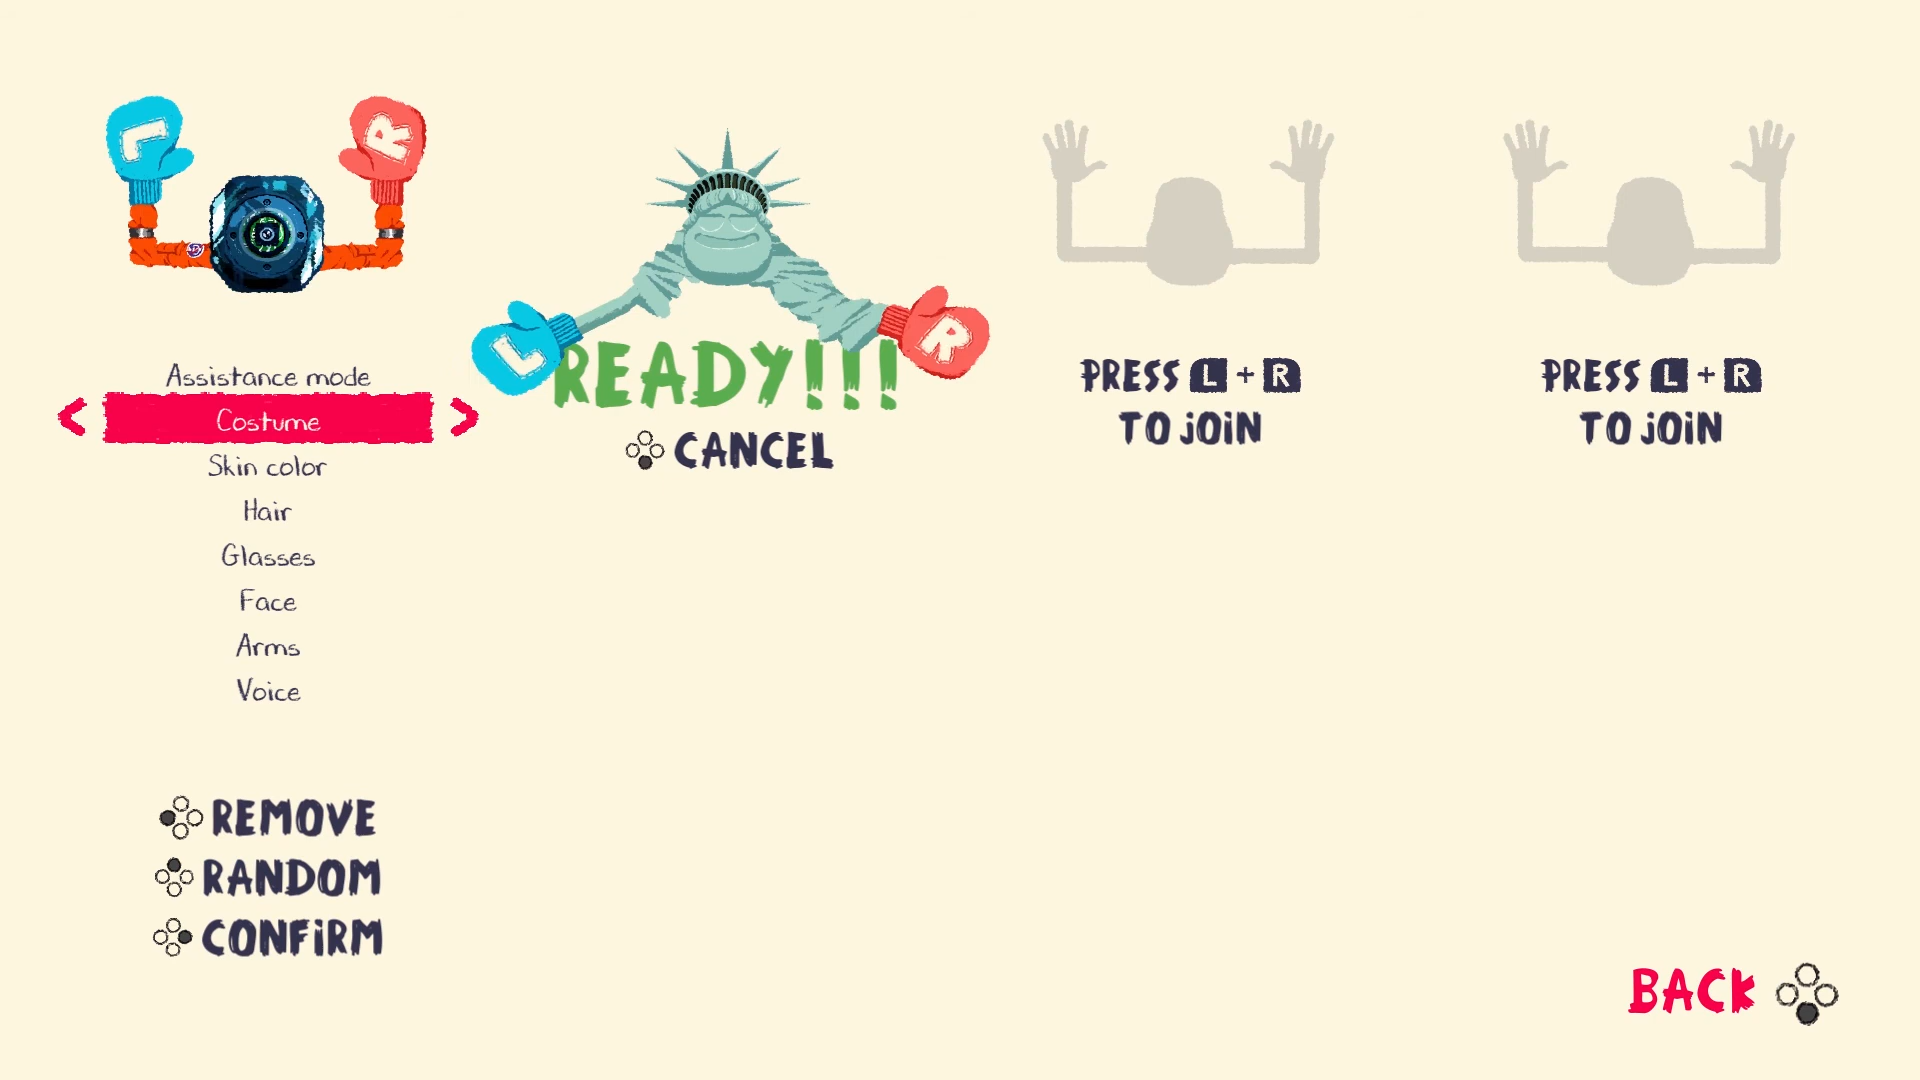 L
R
Assistance mode
Costume
Skin color
Hair
Glasses
Face
Arms
Voice
REMOVE
RANDOM
CONFIRM
L
R
READY!!!
CANCEL
PRESS L + R
TO JOIN
PRESS L + R
TO JOIN
BACK